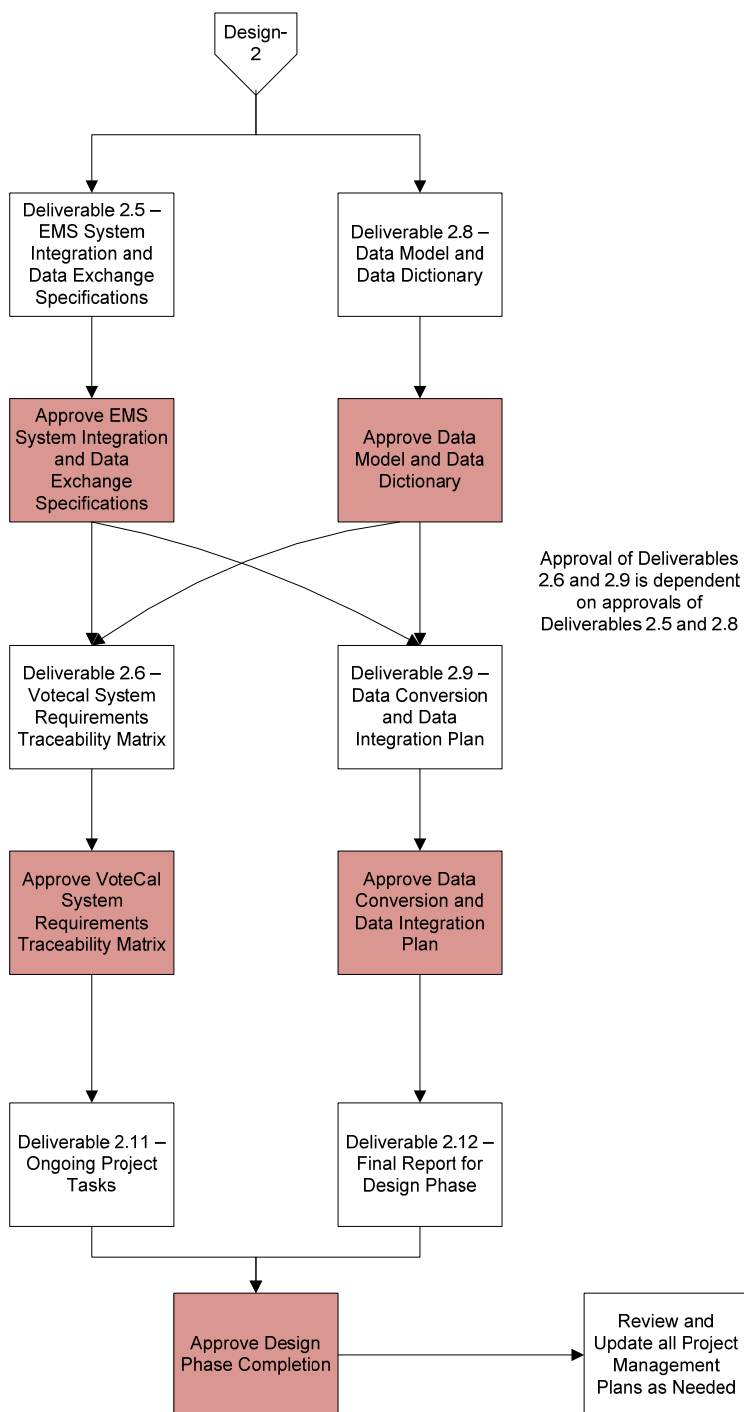 Design-
2
Deliverable 2.5 –
EMS System
Integration and
Data Exchange
Specifications
Deliverable 2.8 –
Data Model and
Data Dictionary
Approve EMS
System Integration
and Data
Exchange
Specifications
Approve Data
Model and Data
Dictionary
Approval of Deliverables
2.6 and 2.9 is dependent
on approvals of
Deliverables 2.5 and 2.8
Deliverable 2.6 –
Votecal System
Requirements
Traceability Matrix
Deliverable 2.9 –
Data Conversion
and Data
Integration Plan
Approve VoteCal
System
Requirements
Traceability Matrix
Approve Data
Conversion and
Data Integration
Plan
Deliverable 2.11 –
Ongoing Project
Tasks
Deliverable 2.12 –
Final Report for
Design Phase
Approve Design
Phase Completion
Review and
Update all Project
Management
Plans as Needed